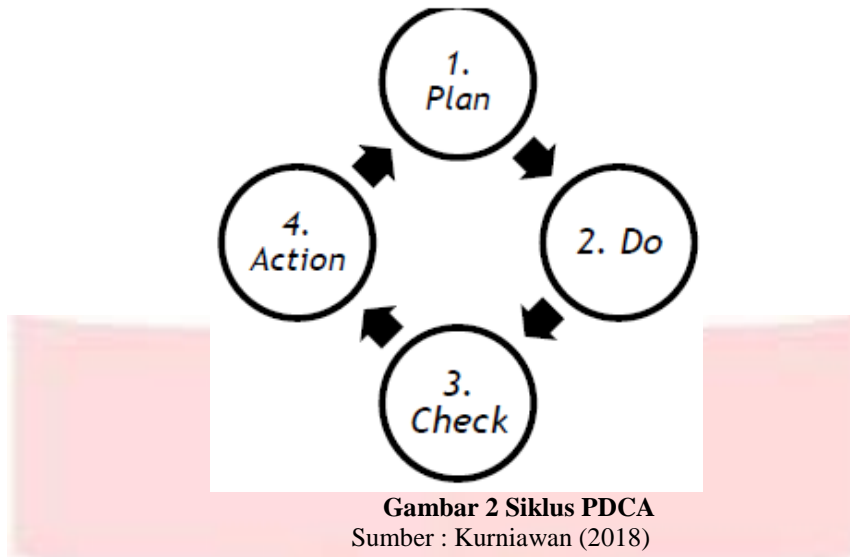 1.
Plan
2. Do
3.
Check
4.
Action
Gambar 2 Siklus PDCA
Sumber : Kurniawan (2018)